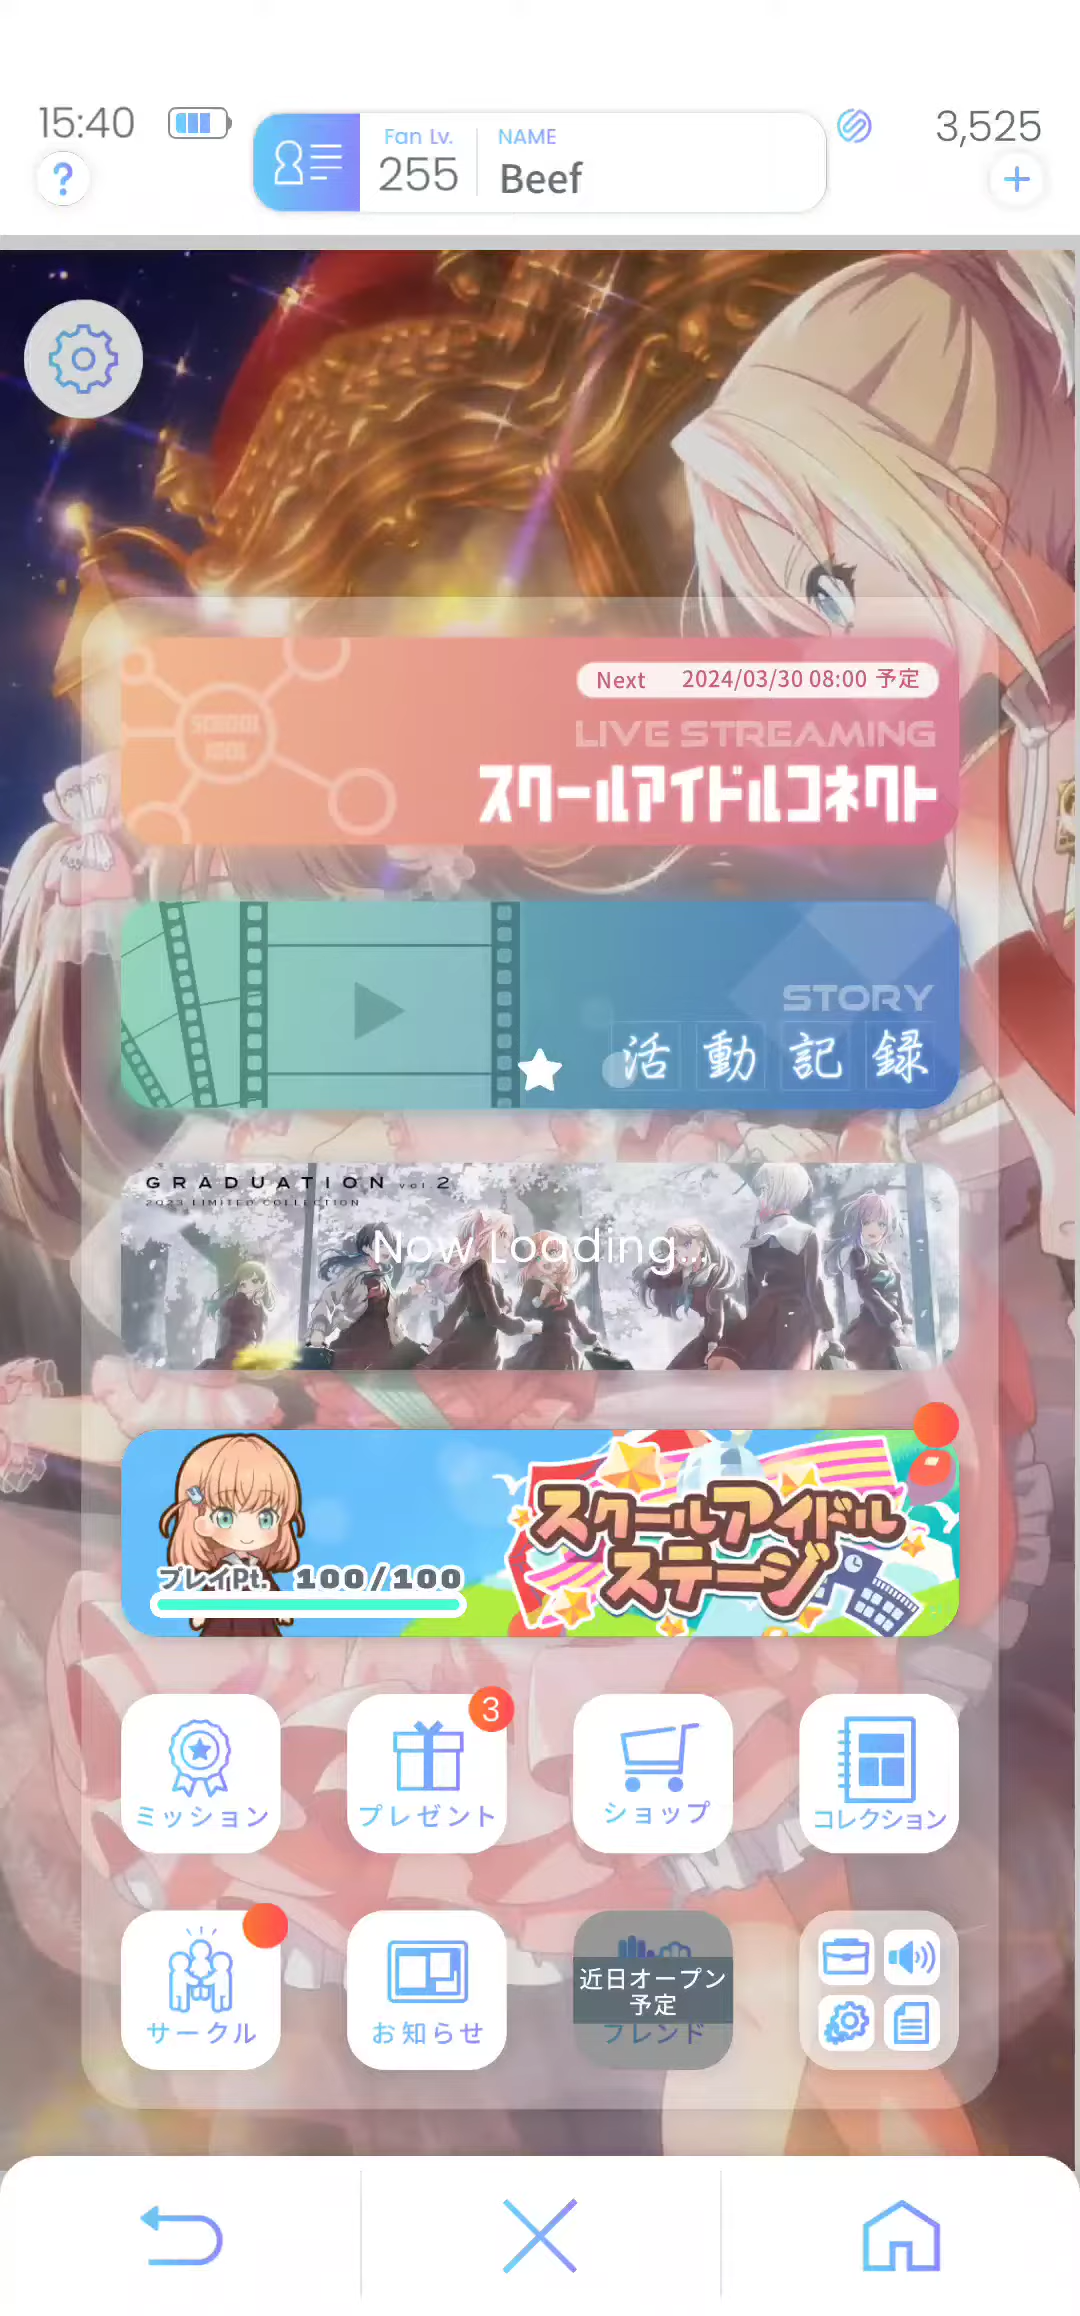 15:40
Fan Lv.
255
NAME
Beef
3,525
?
+
Next 2024/03/30 08:00 予定
SCHOOL
IDOL
LIVE STREAMING
スクールアイドルコネクト
STORY
活動記録
GRADUATION vol.2
2023 LIMITED COLLECTION
Now Loading...
プレイPt. 100/100
スクールアイドル
ステージ
ミッション
3
プレゼント
ショップ
コレクション
サークル
お知らせ
近日オープン
予定
フレンド